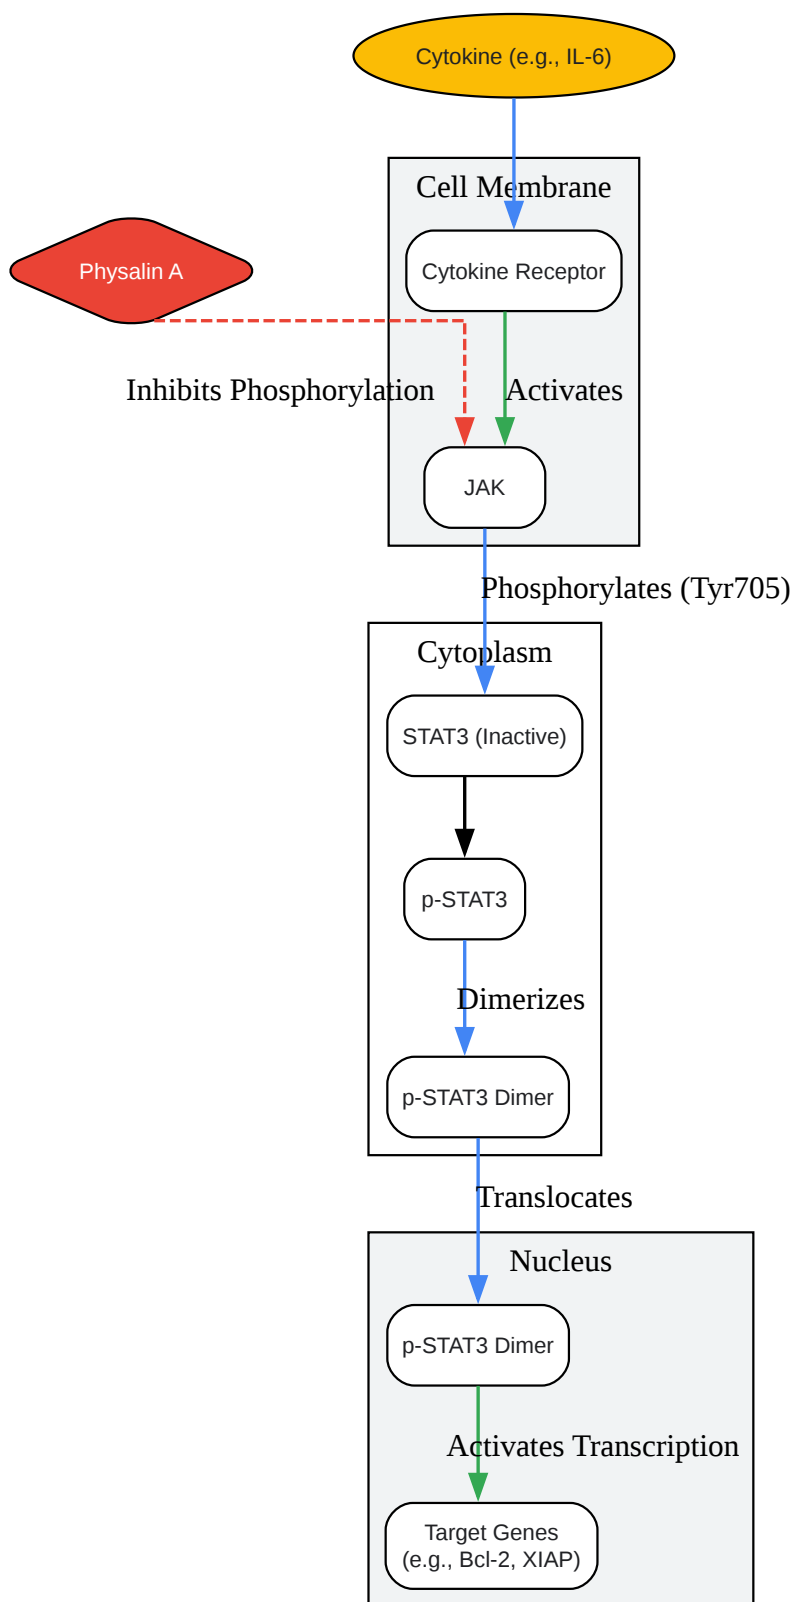 Cytokine (e.g., IL-6)
Cell Membrane
Physalin A
Cytokine Receptor
Inhibits Phosphorylation
Activates
JAK
Phosphorylates (Tyr705)
Cytoplasm
STAT3 (Inactive)
p-STAT3
Dimerizes
p-STAT3 Dimer
Translocates
Nucleus
p-STAT3 Dimer
Activates Transcription
Target Genes
(e.g., Bcl-2, XIAP)